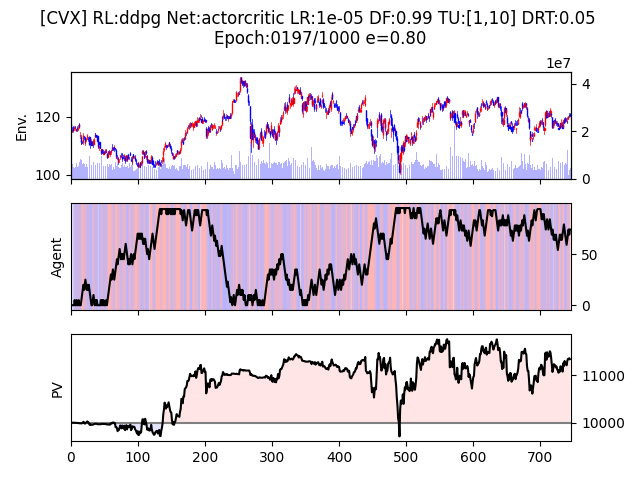 [CVX] RL:ddpg Net:actorcritic LR:1e-05 DF:0.99 TU:[1,10] DRT:0.05
Epoch:0197/1000 e=0.80
1e7
Env.
120
100
4
2
0
Agent
50
0
PV
11000
10000
0 100 200 300 400 500 600 700